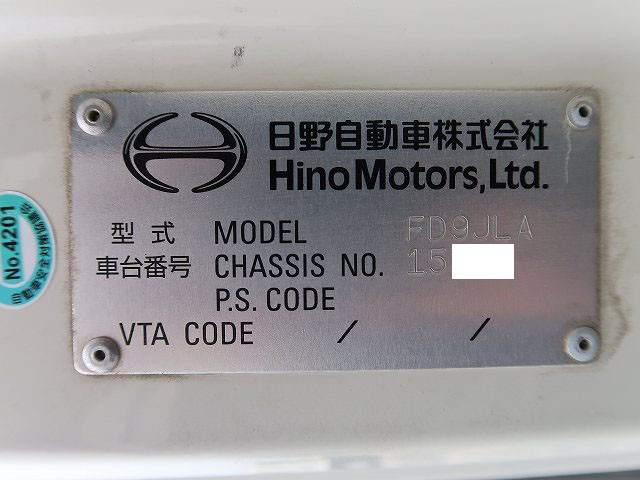 日野自動車株式会社
Hino Motors, Ltd.
型式 MODEL FD9JLA
車台番号 CHASSIS NO. 15
P.S. CODE
VTA CODE / /
No.4201